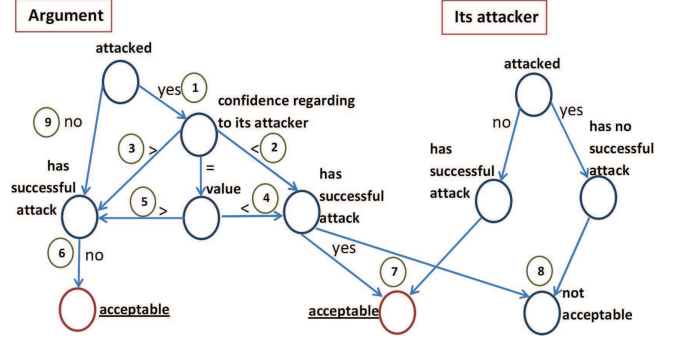 Argument
Its attacker
attacked
attacked
yes
1
9
no
confidence regarding
to its attacker
no
yes
3
>
<
2
has no
successful
attack
has
successful
attack
has
successful
attack
=
value
has
successful
attack
5
>
<
4
6
no
yes
7
8
acceptable
acceptable
not
acceptable